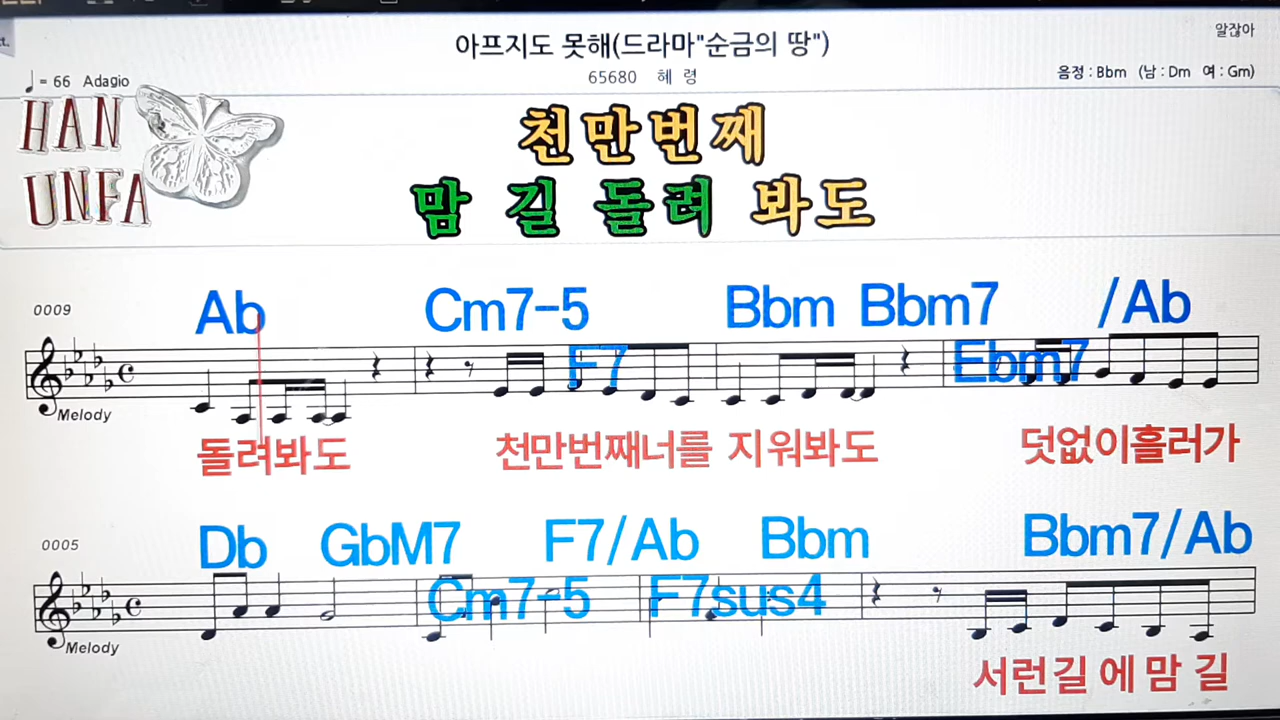 알잖아
아프지도 못해(드라마"순금의 땅")
♩= 66 Adagio
65680 혜 령
음정 : Bbm (남 : Dm 여 : Gm)
HAN
UNFA
천만번째
맘 길 돌려 봐도
0009
Ab Cm7-5 Bbm Bbm7 /Ab
F7 Ebm7
Melody
돌려봐도 천만번째너를 지워봐도 덧없이흘러가
0005
Db GbM7 F7/Ab Bbm Bbm7/Ab
Cm7-5 F7sus4
Melody
서런길에맘 길